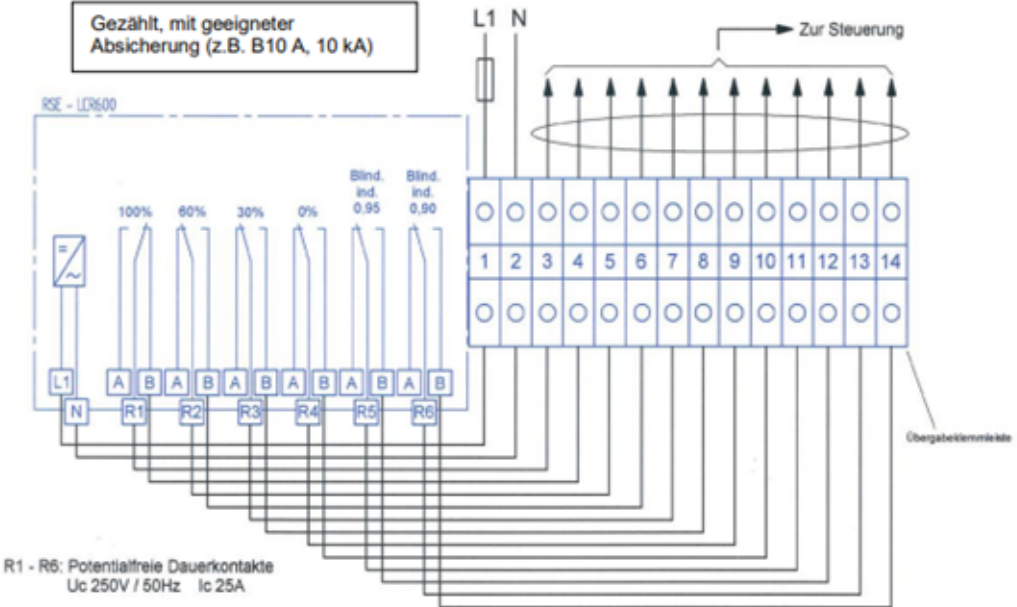 Gezählt, mit geeigneter
Absicherung (z.B. B10 A, 10 kA)
L1 N
Zur Steuerung
RSE - LCR600
100% 60% 30% 0% Blind. ind. 0,95 Blind. ind. 0,90
= ~
1 2 3 4 5 6 7 8 9 10 11 12 13 14
L1 A B A B A B A B A B A B
N R1 R2 R3 R4 R5 R6
Übergabeklemmleiste
R1 - R6: Potentialfreie Dauerkontakte
Uc 250V / 50Hz Ic 25A